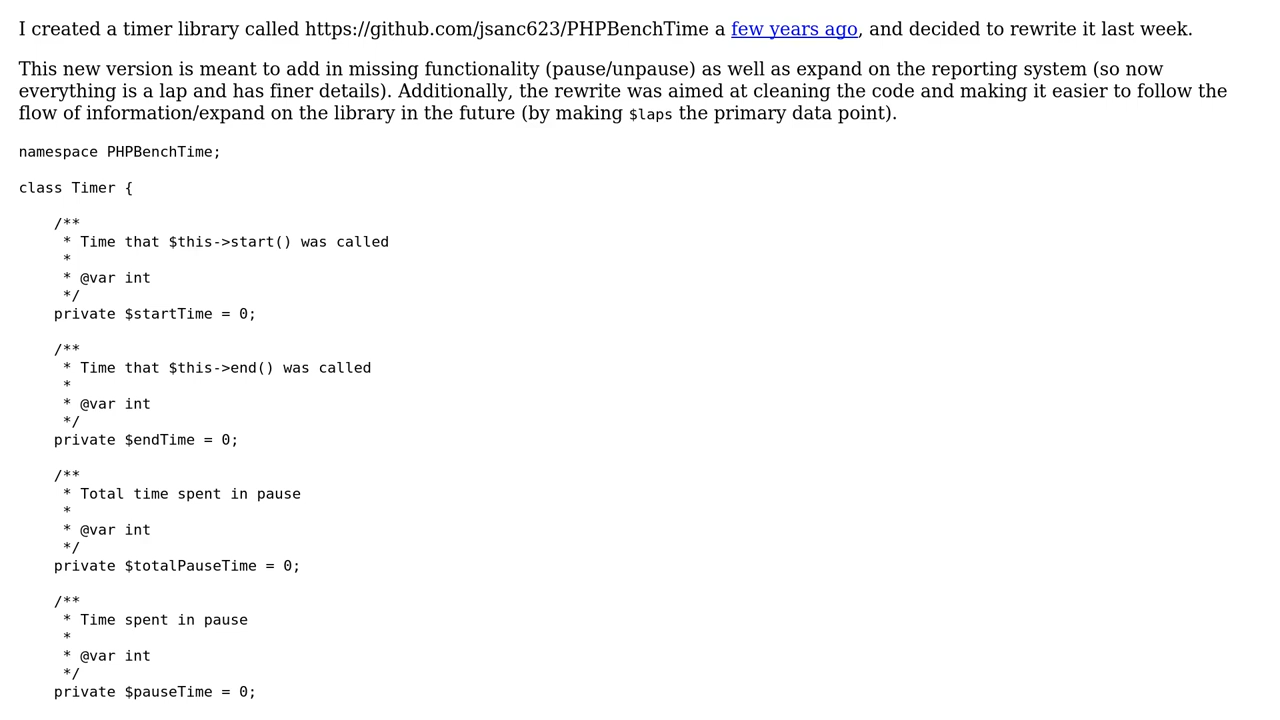 I created a timer library called https://github.com/jsanc623/PHPBenchTime a few years ago, and decided to rewrite it last week.
This new version is meant to add in missing functionality (pause/unpause) as well as expand on the reporting system (so now
everything is a lap and has finer details). Additionally, the rewrite was aimed at cleaning the code and making it easier to follow the
flow of information/expand on the library in the future (by making $laps the primary data point).
namespace PHPBenchTime;
class Timer {
    /**
     * Time that $this->start() was called
     *
     * @var int
     */
    private $startTime = 0;
    /**
     * Time that $this->end() was called
     *
     * @var int
     */
    private $endTime = 0;
    /**
     * Total time spent in pause
     *
     * @var int
     */
    private $totalPauseTime = 0;
    /**
     * Time spent in pause
     *
     * @var int
     */
    private $pauseTime = 0;